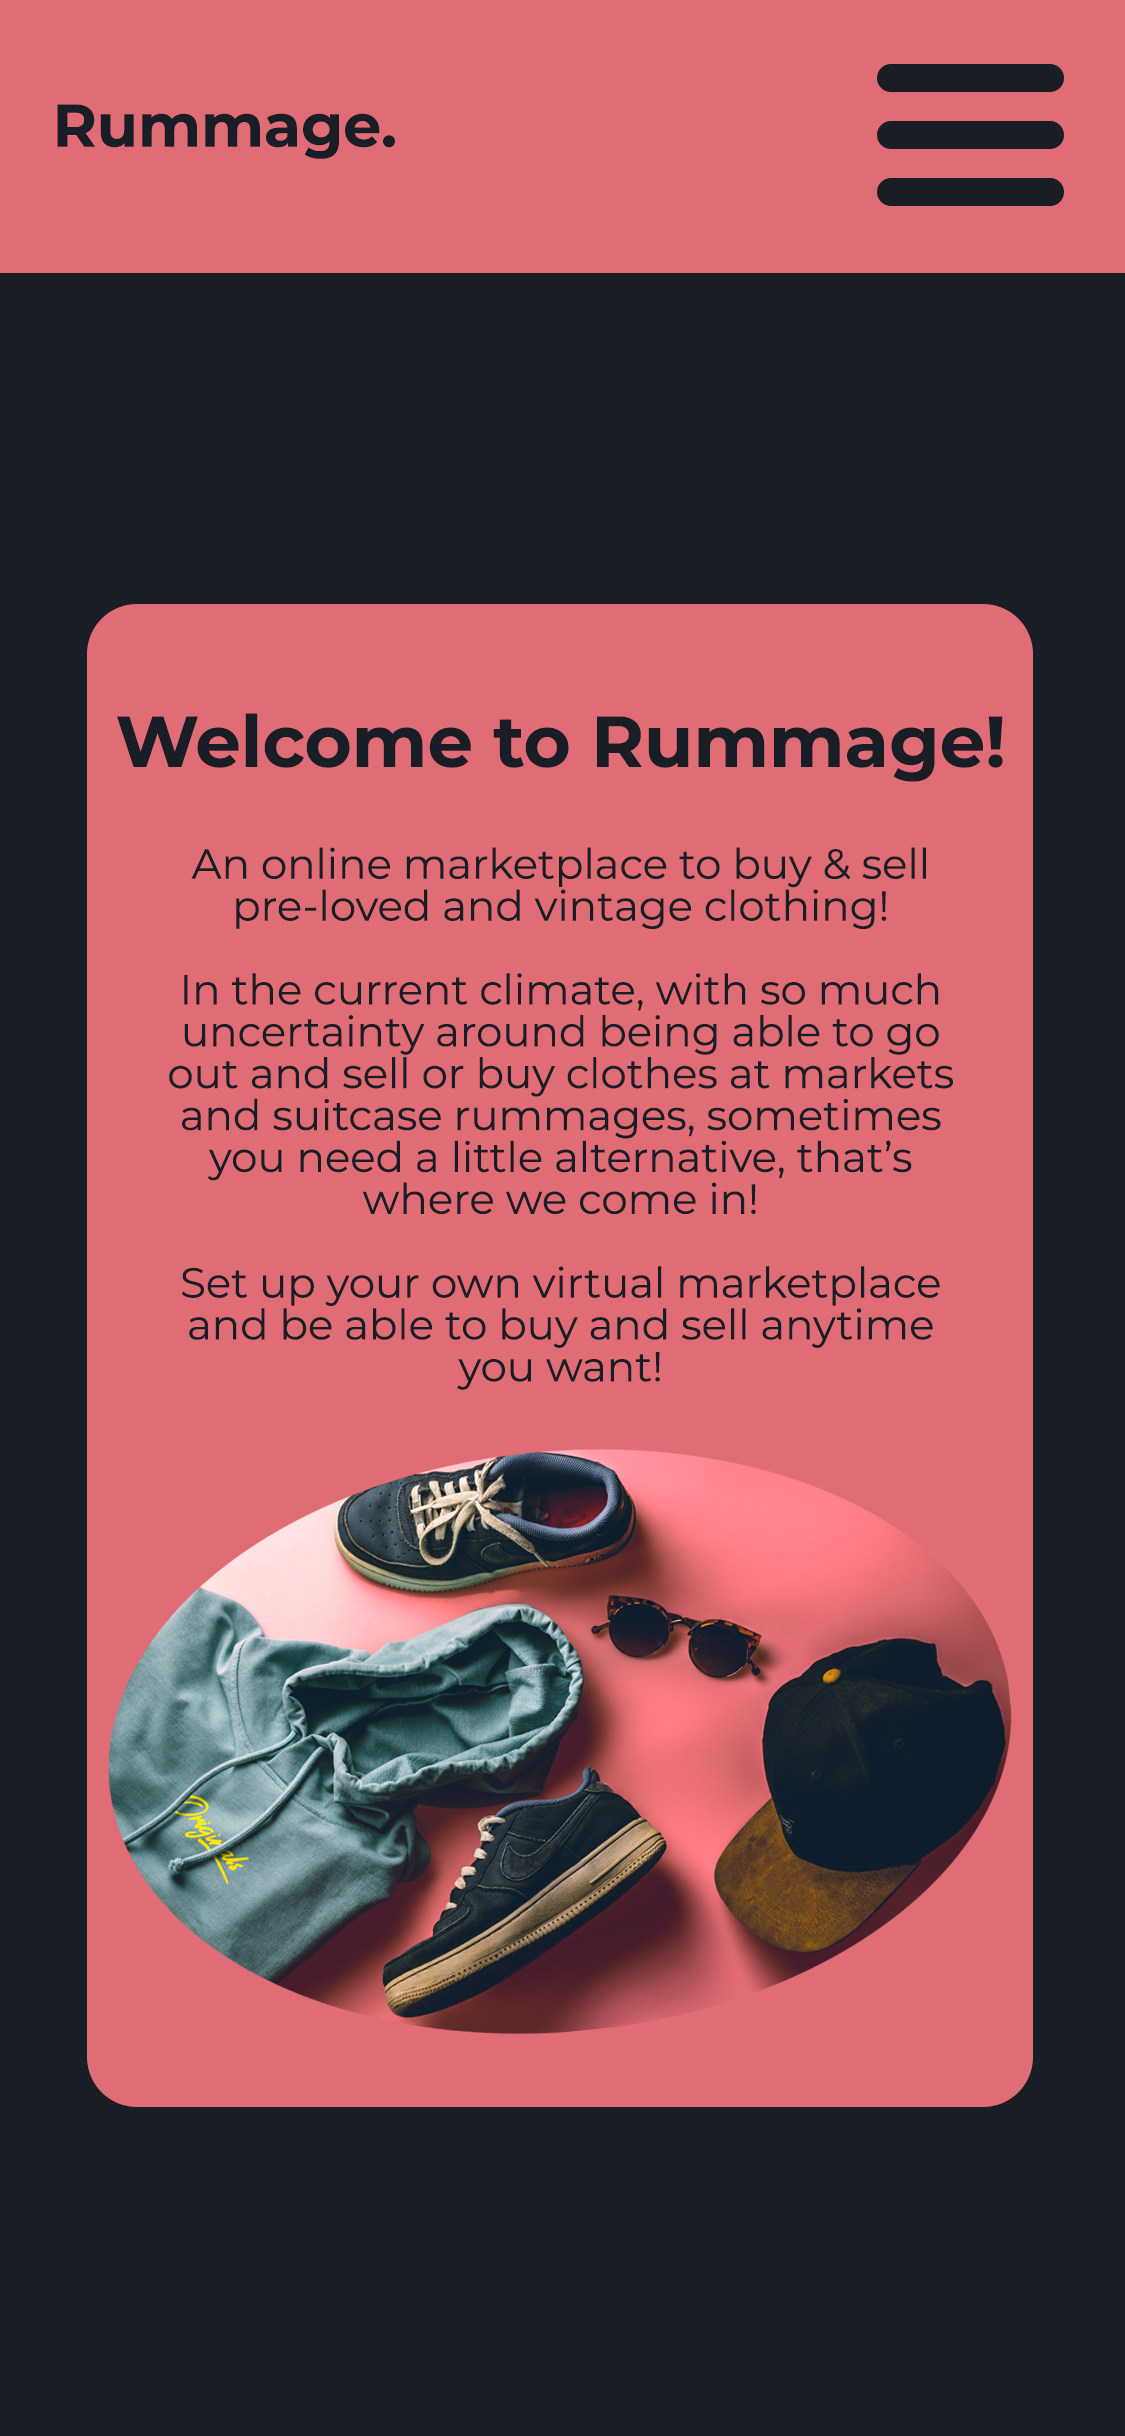 Rummage.
Welcome to Rummage!
An online marketplace to buy & sell
pre-loved and vintage clothing!
In the current climate, with so much
uncertainty around being able to go
out and sell or buy clothes at markets
and suitcase rummages, sometimes
you need a little alternative, that’s
where we come in!
Set up your own virtual marketplace
and be able to buy and sell anytime
you want!
Originals